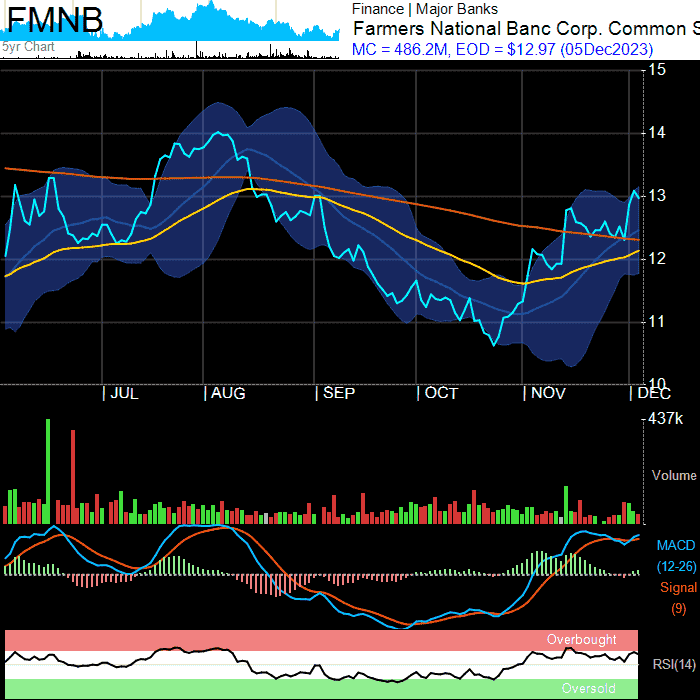 FMNB
5yr Chart
Finance | Major Banks
Farmers National Banc Corp. Common S
MC = 486.2M, EOD = $12.97 (05Dec2023)
15
14
13
12
11
10
| JUL | AUG | SEP | OCT | NOV | DEC
437k
Volume
MACD
(12-26)
Signal
(9)
Overbought
RSI(14)
Oversold